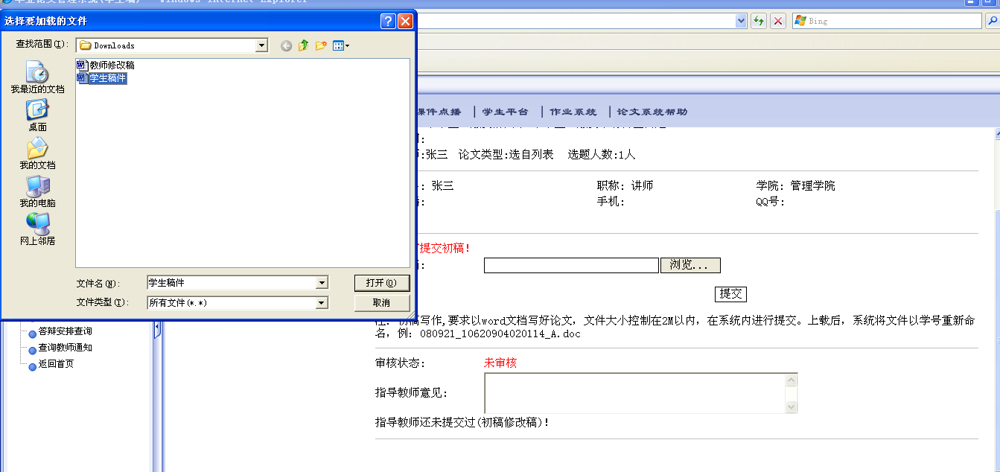 选择要加载的文件
Bing
查找范围(I):
Downloads
教师修改稿
学生稿件
我最近的文档
桌面
我的文档
我的电脑
网上邻居
文件名(N):
学生稿件
打开(O)
文件类型(T):
所有文件(*.*)
取消
课件点播 | 学生平台 | 作业系统 | 论文系统帮助
:张三 论文类型:选自列表 选题人数:1人
: 张三 职称: 讲师 学院: 管理学院
手机: QQ号:
提交初稿!
浏览...
提交
初稿写作,要求以word文档写好论文, 文件大小控制在2M以内, 在系统内进行提交。上载后, 系统将文件以学号重新命
名, 例: 080921_10620904020114_A.doc
答辩安排查询
查询教师通知
返回首页
审核状态: 未审核
指导教师意见:
指导教师还未提交过(初稿修改稿)!